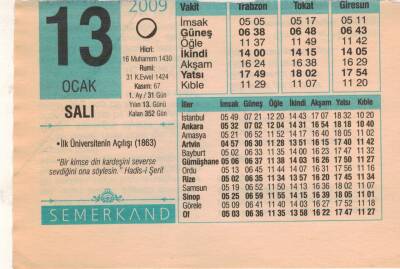 2009
13
OCAK
SALI
Hicri:
16 Muharrem 1430
Rumi:
31 K.Evvel 1424
Kasım: 67
1. Ay / 31 Gün
Yılın 13. Günü
Kalan 352 Gün
•İlk Üniversitenin Açılışı (1863)
"Bir kimse din kardeşini severse
sevdiğini ona söylesin." Hadis-i Şerif
SEMERKAND
Vakit Trabzon Tokat Giresun
İmsak 05 05 05 17 05 11
Güneş 06 38 06 48 06 43
Öğle 11 37 11 49 11 42
İkindi 14 00 14 15 14 05
Akşam 16 24 16 38 16 29
Yatsı 17 49 18 02 17 54
Kıble 11 29 11 07 11 20
İller İmsak Güneş Öğle İkindi Akşam Yatsı Kıble
İstanbul 05 49 07 21 12 20 14 43 17 07 18 32 10 20
Ankara 05 32 07 02 12 04 14 31 16 54 18 18 10 40
Amasya 05 21 06 52 11 52 14 17 16 40 18 05 11 02
Artvin 04 57 06 30 11 28 13 51 16 15 17 40 11 44
Bayburt 05 02 06 33 11 35 14 00 16 23 17 47 11 32
Gümüşhane 05 05 06 36 11 38 14 03 16 26 17 50 11 27
Ordu 05 13 06 45 11 44 14 07 16 31 17 56 11 15
Rize 05 02 06 35 11 34 13 57 16 20 17 45 11 34
Samsun 05 19 06 52 11 50 14 13 16 36 18 02 11 07
Sinop 05 25 06 59 11 55 14 15 16 39 18 05 11 01
Görele 05 09 06 41 11 40 14 04 16 27 17 52 11 18
Of 05 03 06 36 11 35 13 58 16 22 17 47 11 27